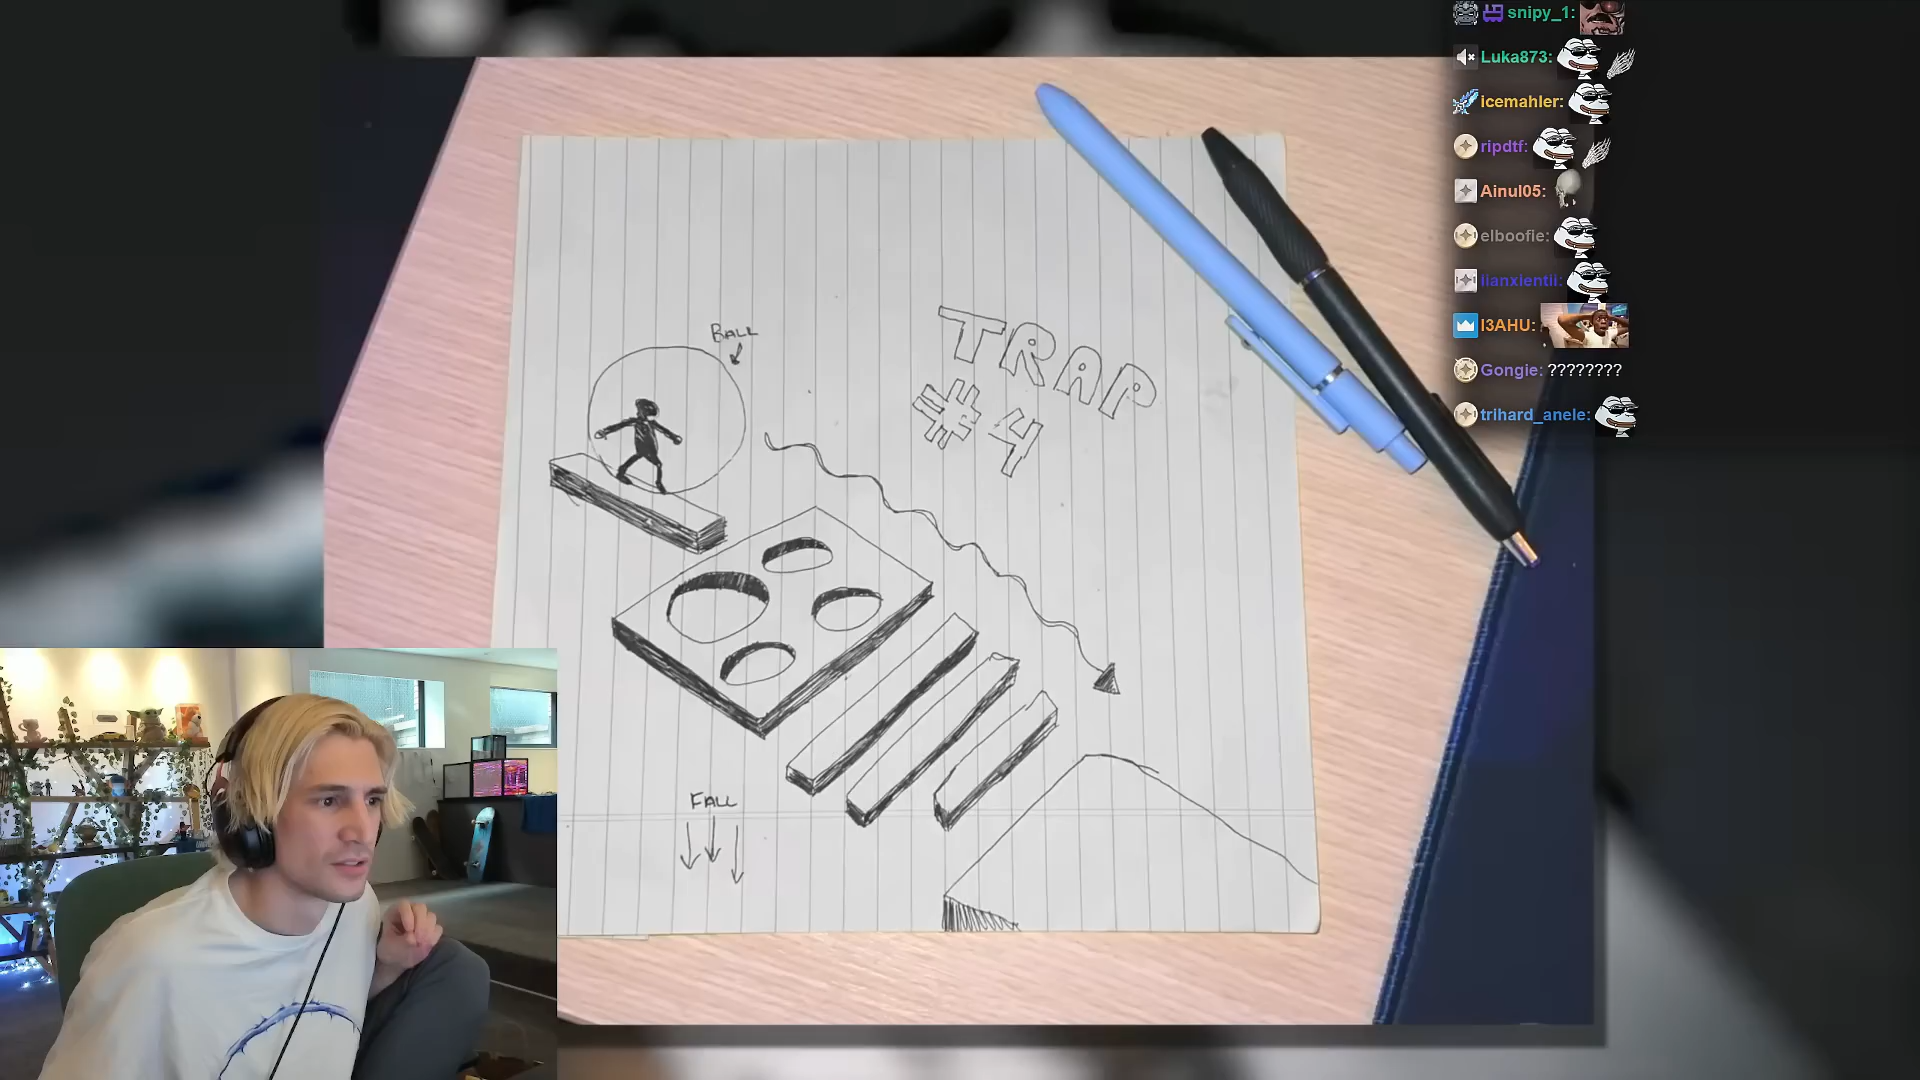 snipy_1:
Luka873:
icemahler:
ripdtf:
Ainul05:
elboofie:
lianxientii:
I3AHU:
Gongie: ????????
trihard_anele:
BALL
TRAP
#4
FALL